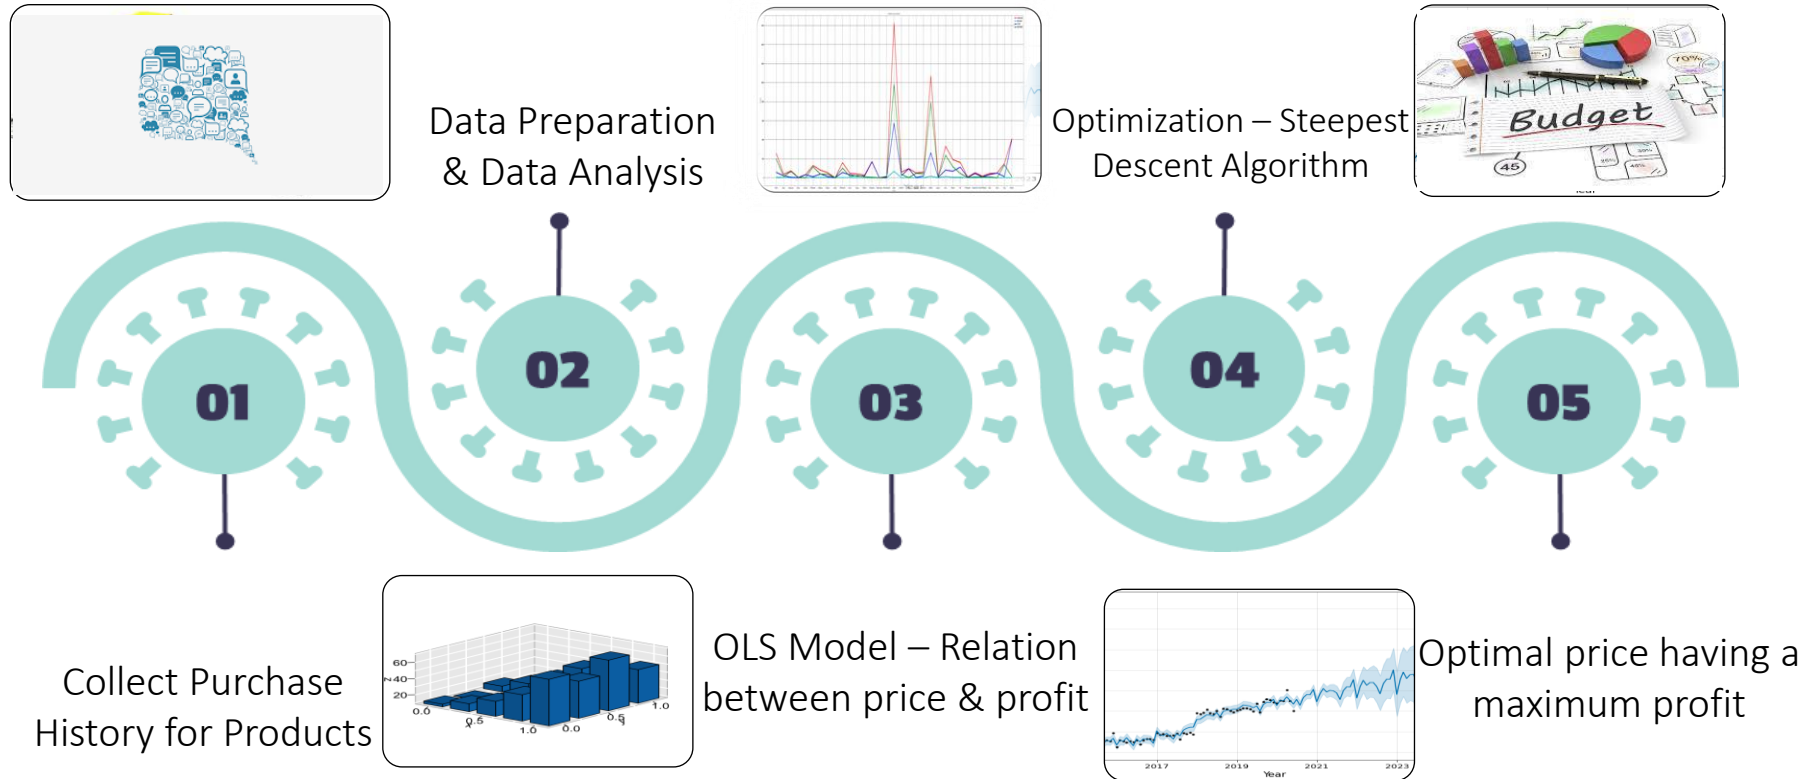 Data Preparation
& Data Analysis
Optimization – Steepest
Descent Algorithm
Budget
70%
45
01
02
03
04
05
Collect Purchase
History for Products
60
40
20
0.0
0.5
1.0
0.0
0.5
1.0
OLS Model – Relation
between price & profit
2017
2019
2021
2023
Year
Optimal price having a
maximum profit